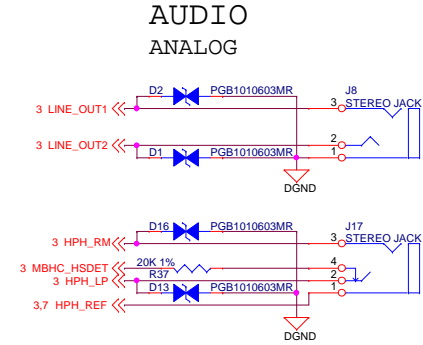 AUDIO
ANALOG
D2 PGB1010603MR J8
3 LINE_OUT1 3 STEREO JACK
3 LINE_OUT2 2
D1 PGB1010603MR 1
DGND
D16 PGB1010603MR J17
3 HPH_RM 3 STEREO JACK
3 MBHC_HSDET 20K 1% 4
3 HPH_LP R37 2
D13 PGB1010603MR 1
3,7 HPH_REF
DGND